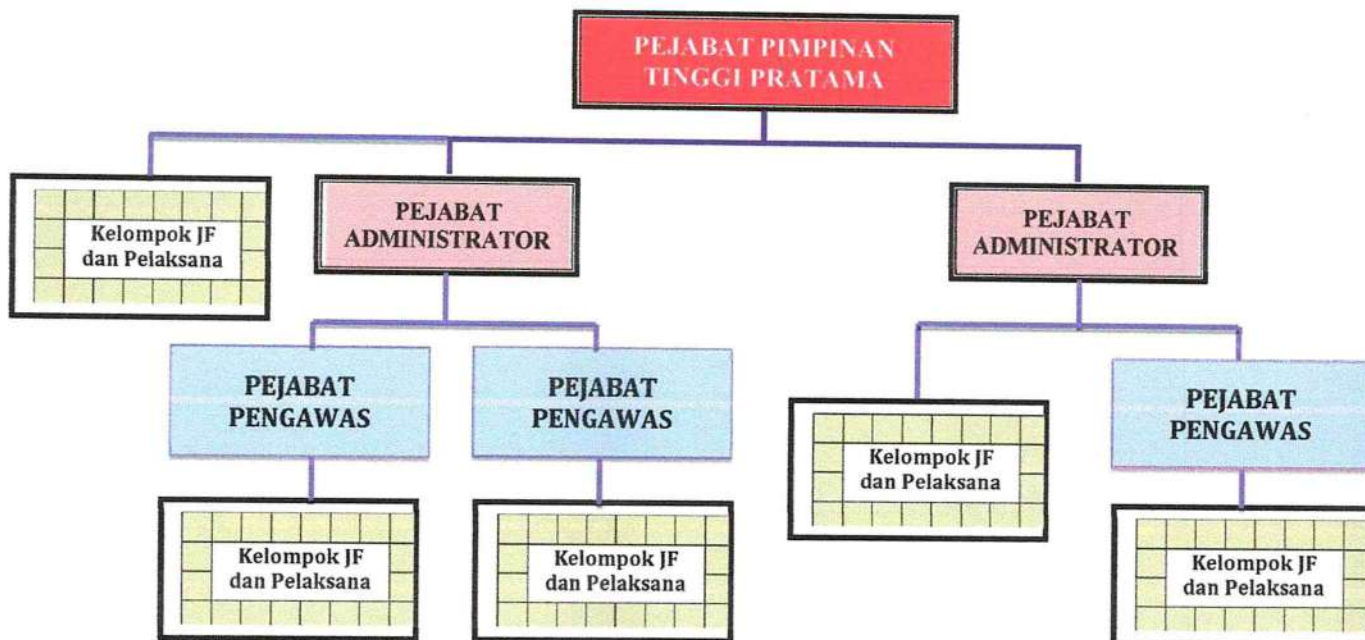 PEJABAT PIMPINAN
TINGGI PRATAMA
Kelompok JF
dan Pelaksana
PEJABAT
ADMINISTRATOR
PEJABAT
ADMINISTRATOR
PEJABAT
PENGAWAS
PEJABAT
PENGAWAS
Kelompok JF
dan Pelaksana
PEJABAT
PENGAWAS
Kelompok JF
dan Pelaksana
Kelompok JF
dan Pelaksana
Kelompok JF
dan Pelaksana